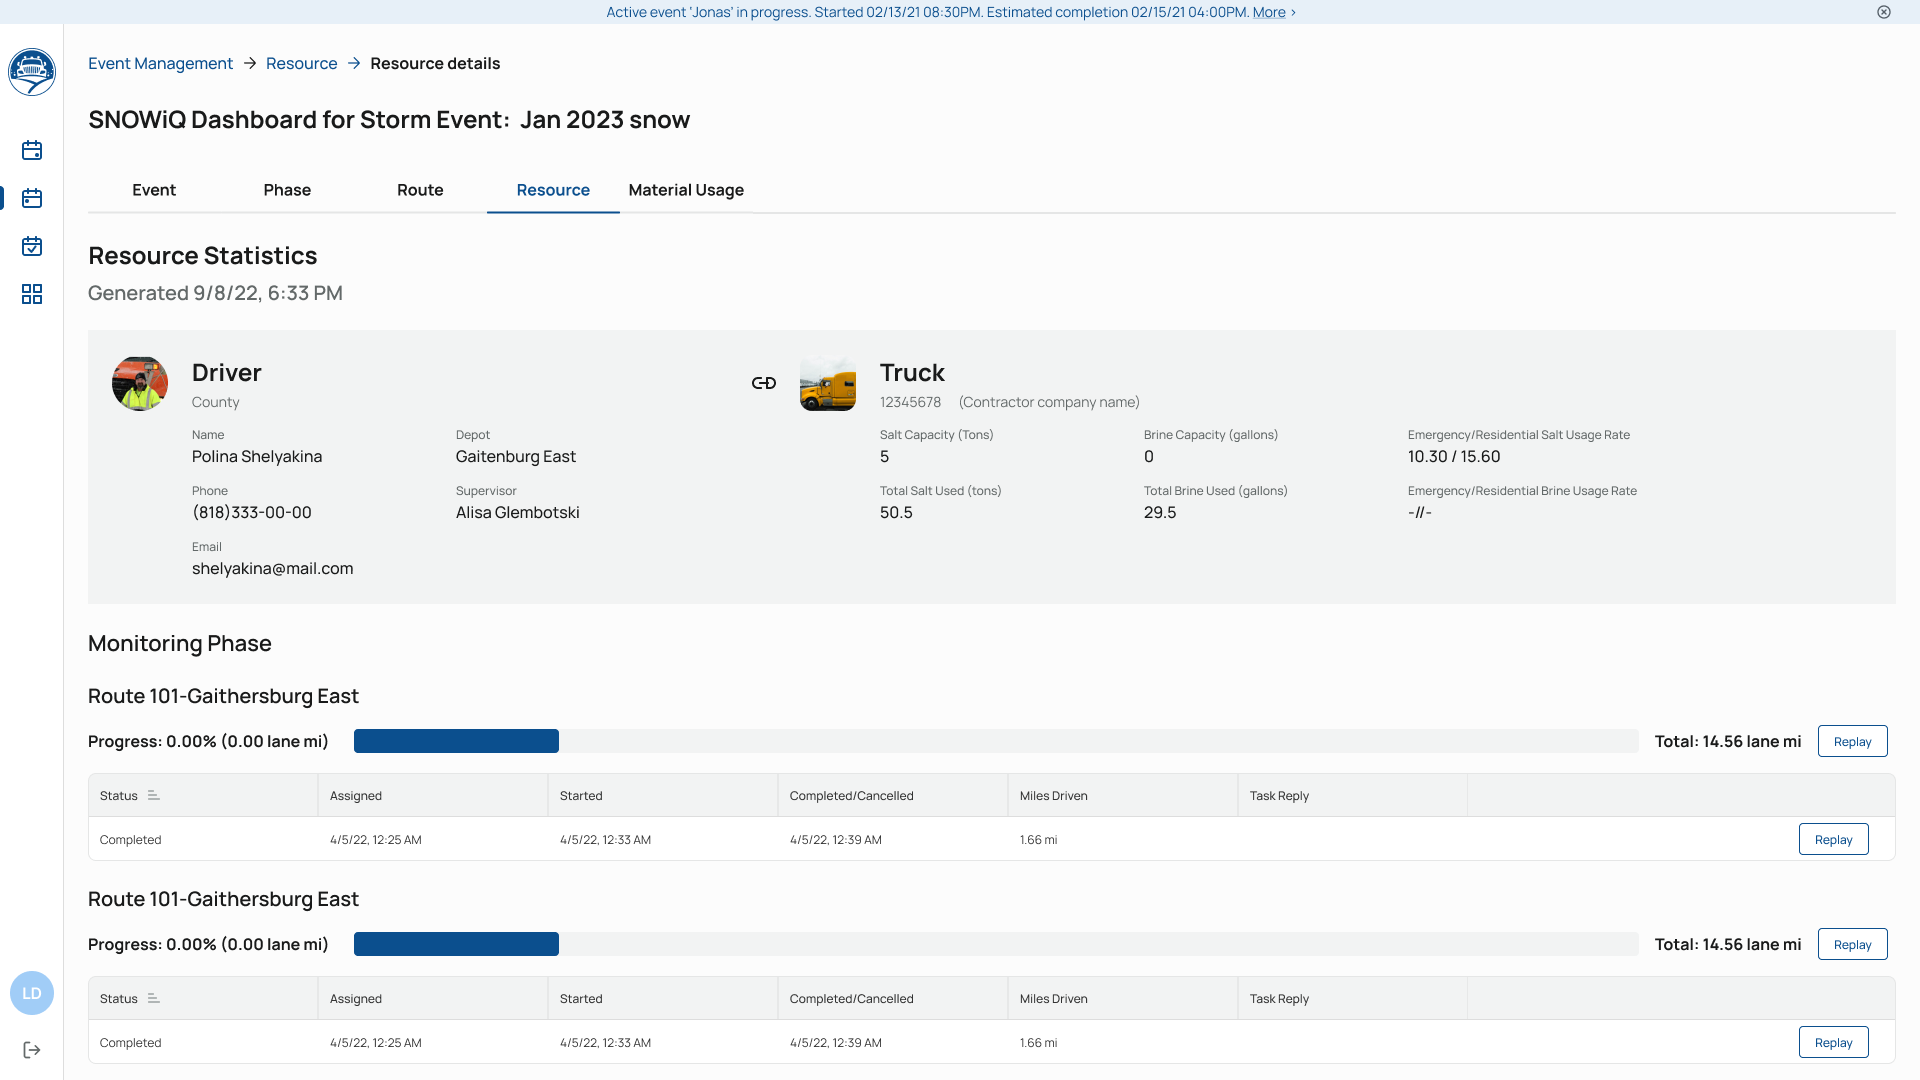 Active event 'Jonas' in progress. Started 02/13/21 08:30PM. Estimated completion 02/15/21 04:00PM. More >
Event Management → Resource → Resource details
SNOWiQ Dashboard for Storm Event: Jan 2023 snow
Event Phase Route Resource Material Usage
Resource Statistics
Generated 9/8/22, 6:33 PM
Driver
County
Name
Polina Shelyakina
Depot
Gaitenburg East
Phone
(818)333-00-00
Supervisor
Alisa Glembotski
Email
shelyakina@mail.com
Truck
12345678 (Contractor company name)
Salt Capacity (Tons)
5
Brine Capacity (gallons)
0
Emergency/Residential Salt Usage Rate
10.30 / 15.60
Total Salt Used (tons)
50.5
Total Brine Used (gallons)
29.5
Emergency/Residential Brine Usage Rate
-//-
Monitoring Phase
Route 101-Gaithersburg East
Progress: 0.00% (0.00 lane mi) Total: 14.56 lane mi Replay
Status Assigned Started Completed/Cancelled Miles Driven Task Reply
Completed 4/5/22, 12:25 AM 4/5/22, 12:33 AM 4/5/22, 12:39 AM 1.66 mi Replay
Route 101-Gaithersburg East
Progress: 0.00% (0.00 lane mi) Total: 14.56 lane mi Replay
Status Assigned Started Completed/Cancelled Miles Driven Task Reply
Completed 4/5/22, 12:25 AM 4/5/22, 12:33 AM 4/5/22, 12:39 AM 1.66 mi Replay
LD